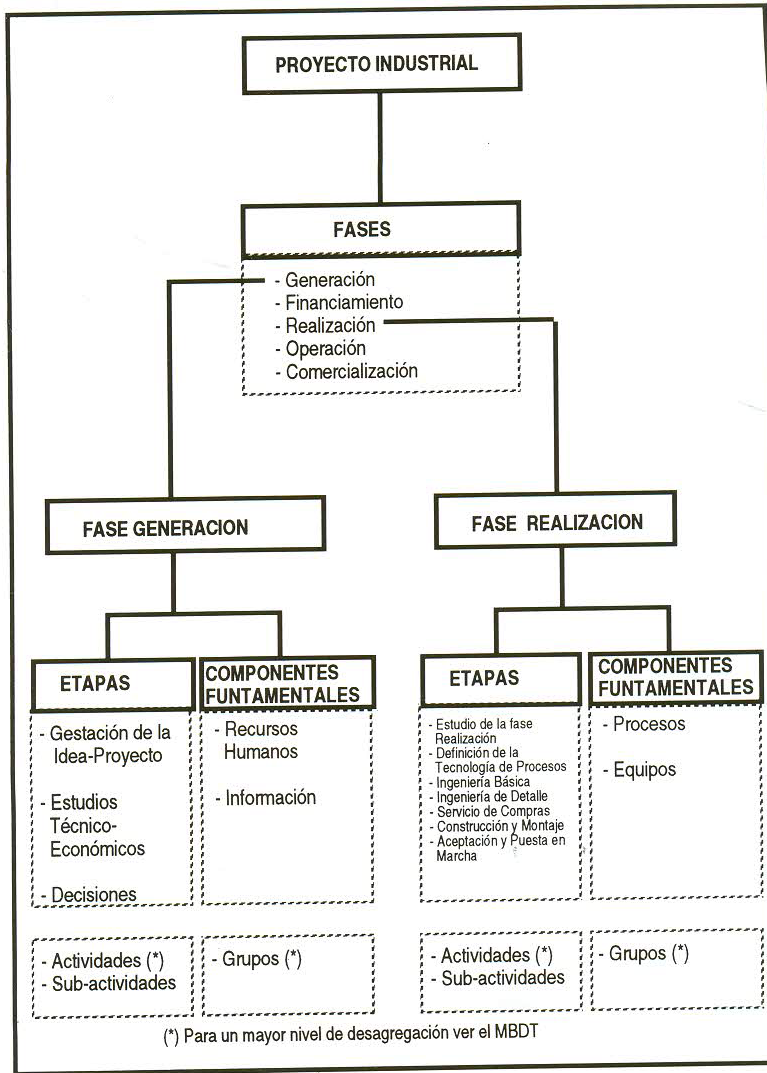 PROYECTO INDUSTRIAL
FASES
- Generación
- Financiamiento
- Realización
- Operación
- Comercialización
FASE GENERACION
FASE REALIZACION
ETAPAS
- Gestación de la
Idea-Proyecto
- Estudios
Técnico-
Económicos
- Decisiones
COMPONENTES
FUNTAMENTALES
- Recursos
Humanos
- Información
ETAPAS
- Estudio de la fase
Realización
- Definición de la
Tecnología de Procesos
- Ingeniería Básica
- Ingeniería de Detalle
- Servicio de Compras
- Construcción y Montaje
- Aceptación y Puesta en
Marcha
COMPONENTES
FUNTAMENTALES
- Procesos
- Equipos
- Actividades (*)
- Sub-actividades
- Grupos (*)
- Actividades (*)
- Sub-actividades
- Grupos (*)
(*) Para un mayor nivel de desagregación ver el MBDT